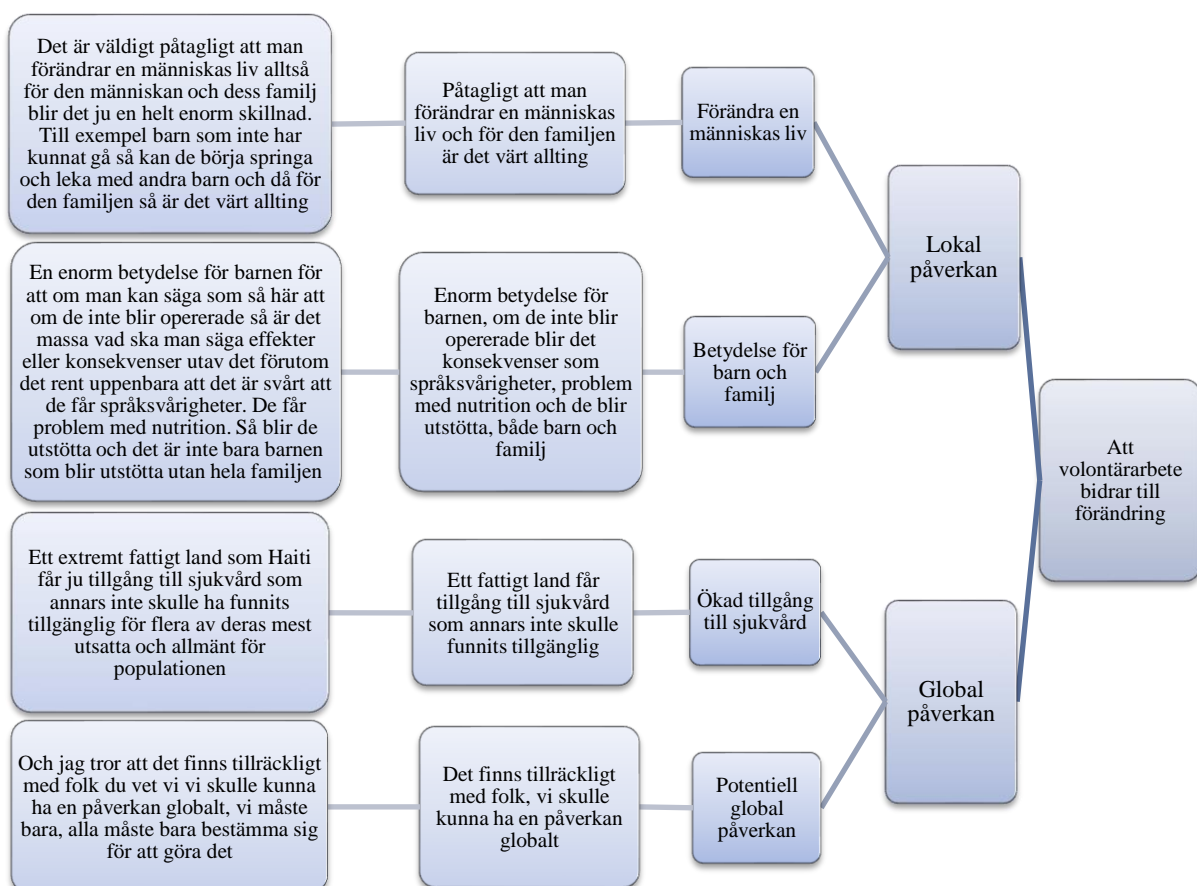 Det är väldigt påtagligt att man
förändrar en människas liv alltså
för den människan och dess familj
blir det ju en helt enorm skillnad.
Till exempel barn som inte har
kunnat gå så kan de börja springa
och leka med andra barn och då för
den familjen så är det värt allting
Påtagligt att man
förändrar en människas
liv och för den familjen
är det värt allting
Förändra en
människas liv
Lokal
påverkan
En enorm betydelse för barnen för
att om man kan säga som så här att
om de inte blir opererade så är det
massa vad ska man säga effekter
eller konsekvenser utav det förutom
det rent uppenbara att det är svårt att
de får språksvårigheter. De får
problem med nutrition. Så blir de
utstötta och det är inte bara barnen
som blir utstötta utan hela familjen
Enorm betydelse för
barnen, om de inte blir
opererade blir det
konsekvenser som
språksvårigheter, problem
med nutrition och de blir
utstötta, både barn och
familj
Betydelse för
barn och
familj
Att
volontärarbete
bidrar till
förändring
Ett extremt fattigt land som Haiti
får ju tillgång till sjukvård som
annars inte skulle ha funnits
tillgänglig för flera av deras mest
utsatta och allmänt för
populationen
Ett fattigt land får
tillgång till sjukvård
som annars inte skulle
funnits tillgänglig
Ökad tillgång
till sjukvård
Global
påverkan
Och jag tror att det finns tillräckligt
med folk du vet vi vi skulle kunna
ha en påverkan globalt, vi måste
bara, alla måste bara bestämma sig
för att göra det
Det finns tillräckligt
med folk, vi skulle
kunna ha en påverkan
globalt
Potentiell
global
påverkan